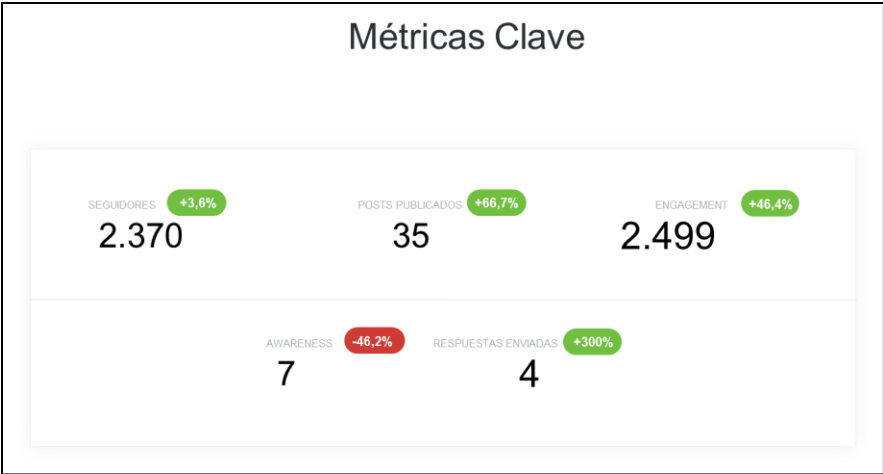 Métricas Clave
SEGUIDORES +3,6%
2.370
POSTS PUBLICADOS +66,7%
35
ENGAGEMENT +46,4%
2.499
AWARENESS -46,2%
7
RESPUESTAS ENVIADAS +300%
4